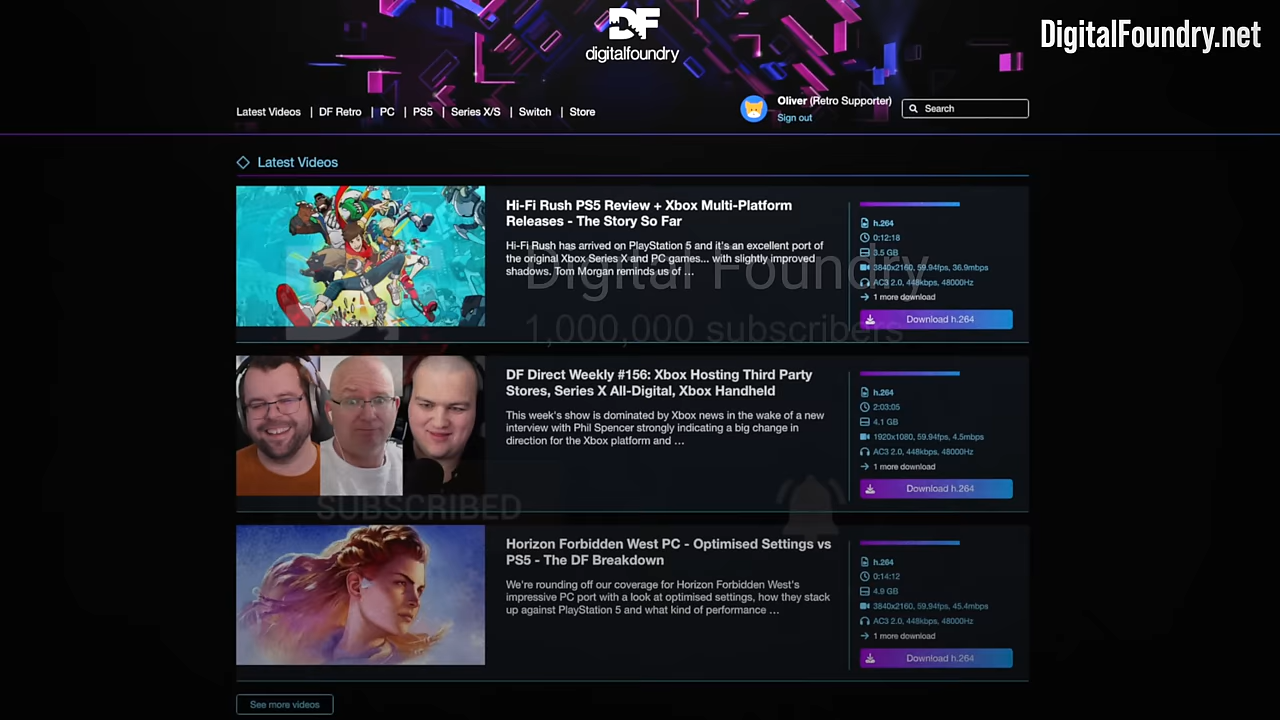 DigitalFoundry.net
DF
digitalfoundry
Latest Videos | DF Retro | PC | PS5 | Series X/S | Switch | Store
Oliver (Retro Supporter)
Sign out
Search
Latest Videos
Hi-Fi Rush PS5 Review + Xbox Multi-Platform
Releases - The Story So Far
Hi-Fi Rush has arrived on PlayStation 5 and it's an excellent port of
the original Xbox Series X and PC games... with slightly improved
shadows. Tom Morgan reminds us of ...
h.264
0:12:18
3.5 GB
3840x2160, 59.94fps, 36.9mbps
AC3 2.0, 448kbps, 48000Hz
1 more download
Download h.264
Digital Foundry
1,000,000 subscribers
DF Direct Weekly #156: Xbox Hosting Third Party
Stores, Series X All-Digital, Xbox Handheld
This week's show is dominated by Xbox news in the wake of a new
interview with Phil Spencer strongly indicating a big change in
direction for the Xbox platform and ...
h.264
2:03:05
4.1 GB
1920x1080, 59.94fps, 4.5mbps
AC3 2.0, 448kbps, 48000Hz
1 more download
Download h.264
SUBSCRIBED
Horizon Forbidden West PC - Optimised Settings vs
PS5 - The DF Breakdown
We're rounding off our coverage for Horizon Forbidden West's
impressive PC port with a look at optimised settings, how they stack
up against PlayStation 5 and what kind of performance ...
h.264
0:14:12
4.9 GB
3840x2160, 59.94fps, 45.4mbps
AC3 2.0, 448kbps, 48000Hz
1 more download
Download h.264
See more videos